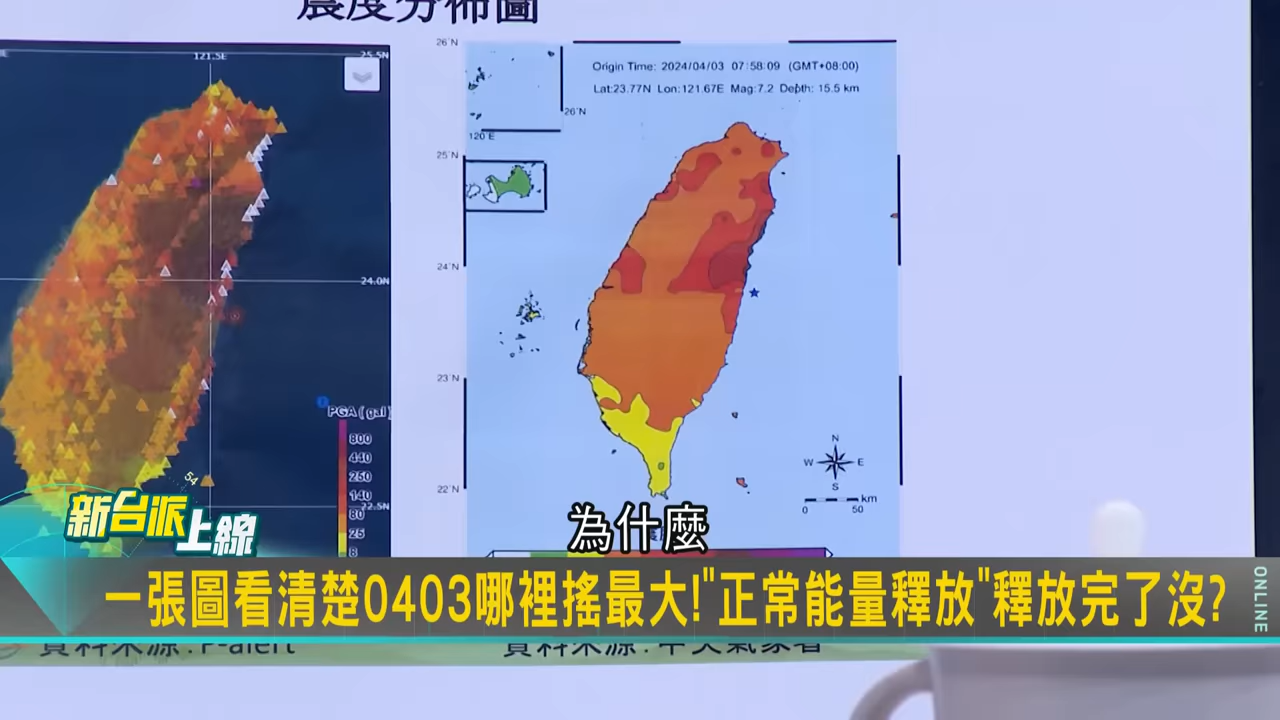 震度分佈圖
121.5E
25.5N
24.0N
22.5N
PGA (gal)
800
440
250
140
80
25
8
54
26°N
Origin Time: 2024/04/03 07:58:09 (GMT+08:00)
Lat:23.77N Lon:121.67E Mag:7.2 Depth: 15.5 km
26°N
120°E
25°N
24°N
23°N
22°N
N
W E
S
km
0 50
為什麼
新台派
上線
一張圖看清楚0403哪裡搖最大!"正常能量釋放"釋放完了沒?
ONLINE
資料來源:P-alert
資料來源:中央氣象署